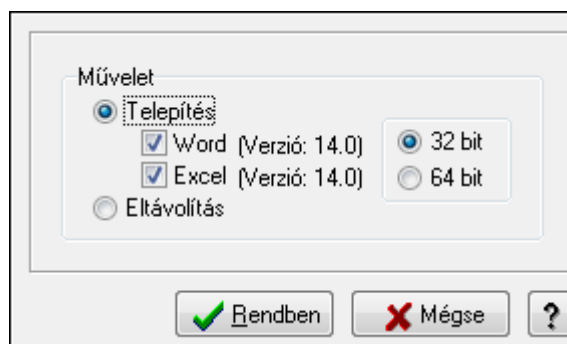 Művelet
Telepítés
Word (Verzió: 14.0)
32 bit
Excel (Verzió: 14.0)
64 bit
Eltávolítás
Rendben
Mégse
?